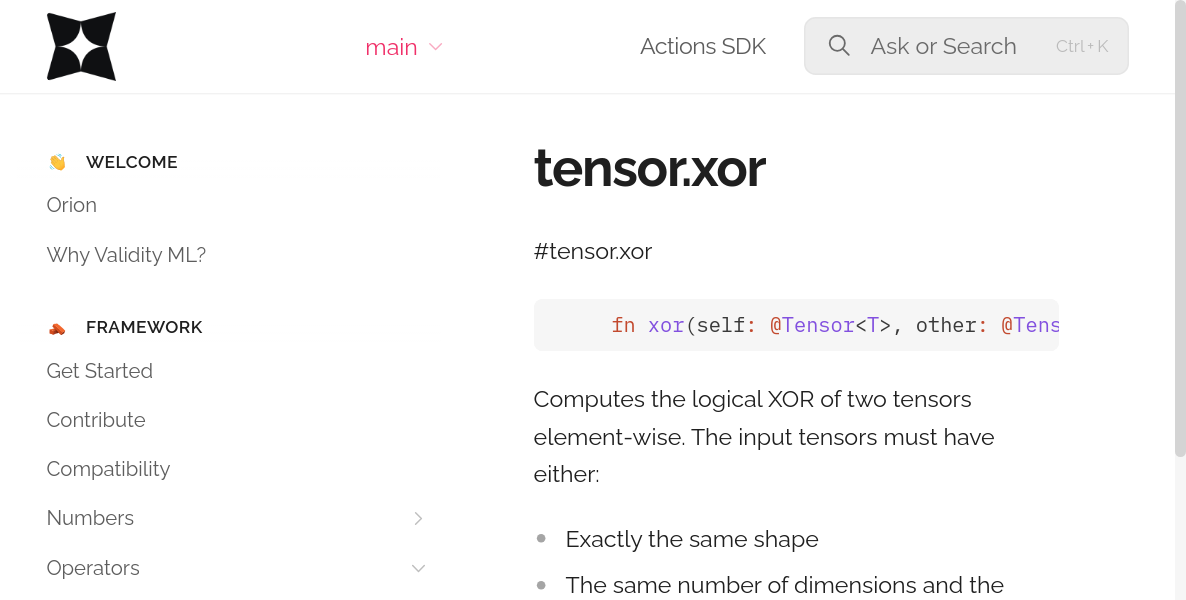 main
Actions SDK
Ask or Search
Ctrl + K
WELCOME
Orion
Why Validity ML?
FRAMEWORK
Get Started
Contribute
Compatibility
Numbers
Operators
tensor.xor
#tensor.xor
fn xor(self: @Tensor<T>, other: @Tens
Computes the logical XOR of two tensors
element-wise. The input tensors must have
either:
Exactly the same shape
The same number of dimensions and the